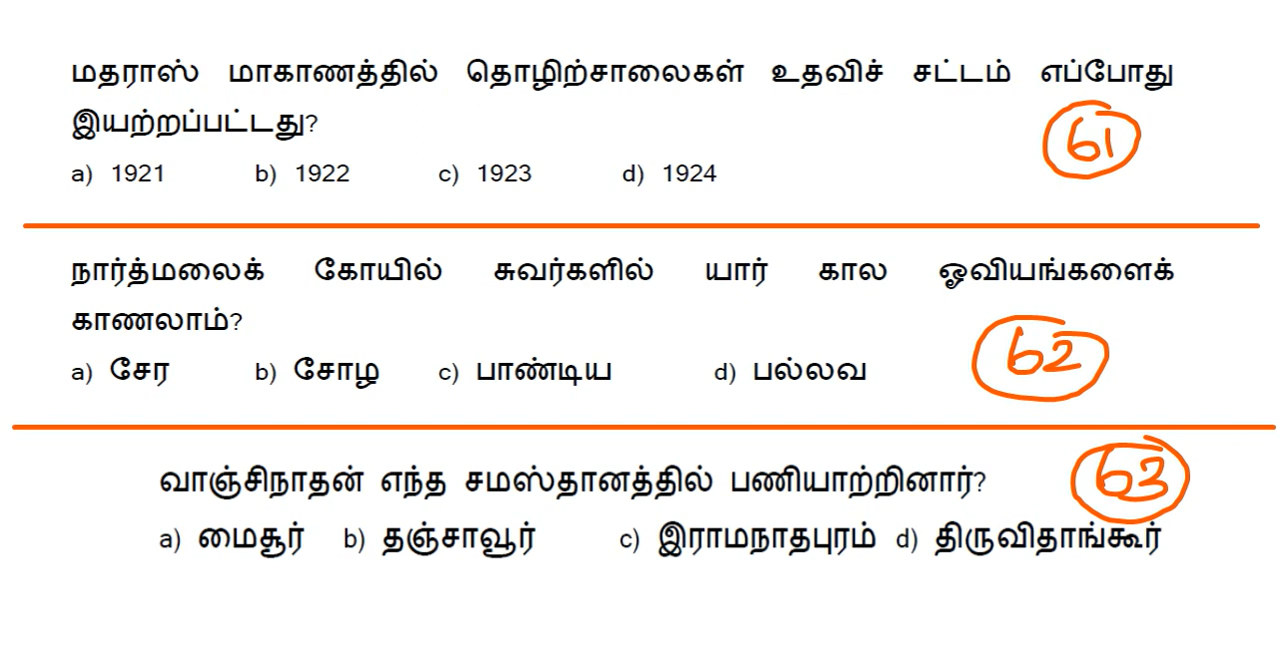 மதராஸ் மாகாணத்தில் தொழிற்சாலைகள் உதவிச் சட்டம் எப்போது
இயற்றப்பட்டது?
61
a) 1921 b) 1922 c) 1923 d) 1924
நார்த்மலைக் கோயில் சுவர்களில் யார் கால ஓவியங்களைக்
காணலாம்?
62
a) சேர b) சோழ c) பாண்டிய d) பல்லவ
வாஞ்சிநாதன் எந்த சமஸ்தானத்தில் பணியாற்றினார்? 63
a) மைசூர் b) தஞ்சாவூர் c) இராமநாதபுரம் d) திருவிதாங்கூர்